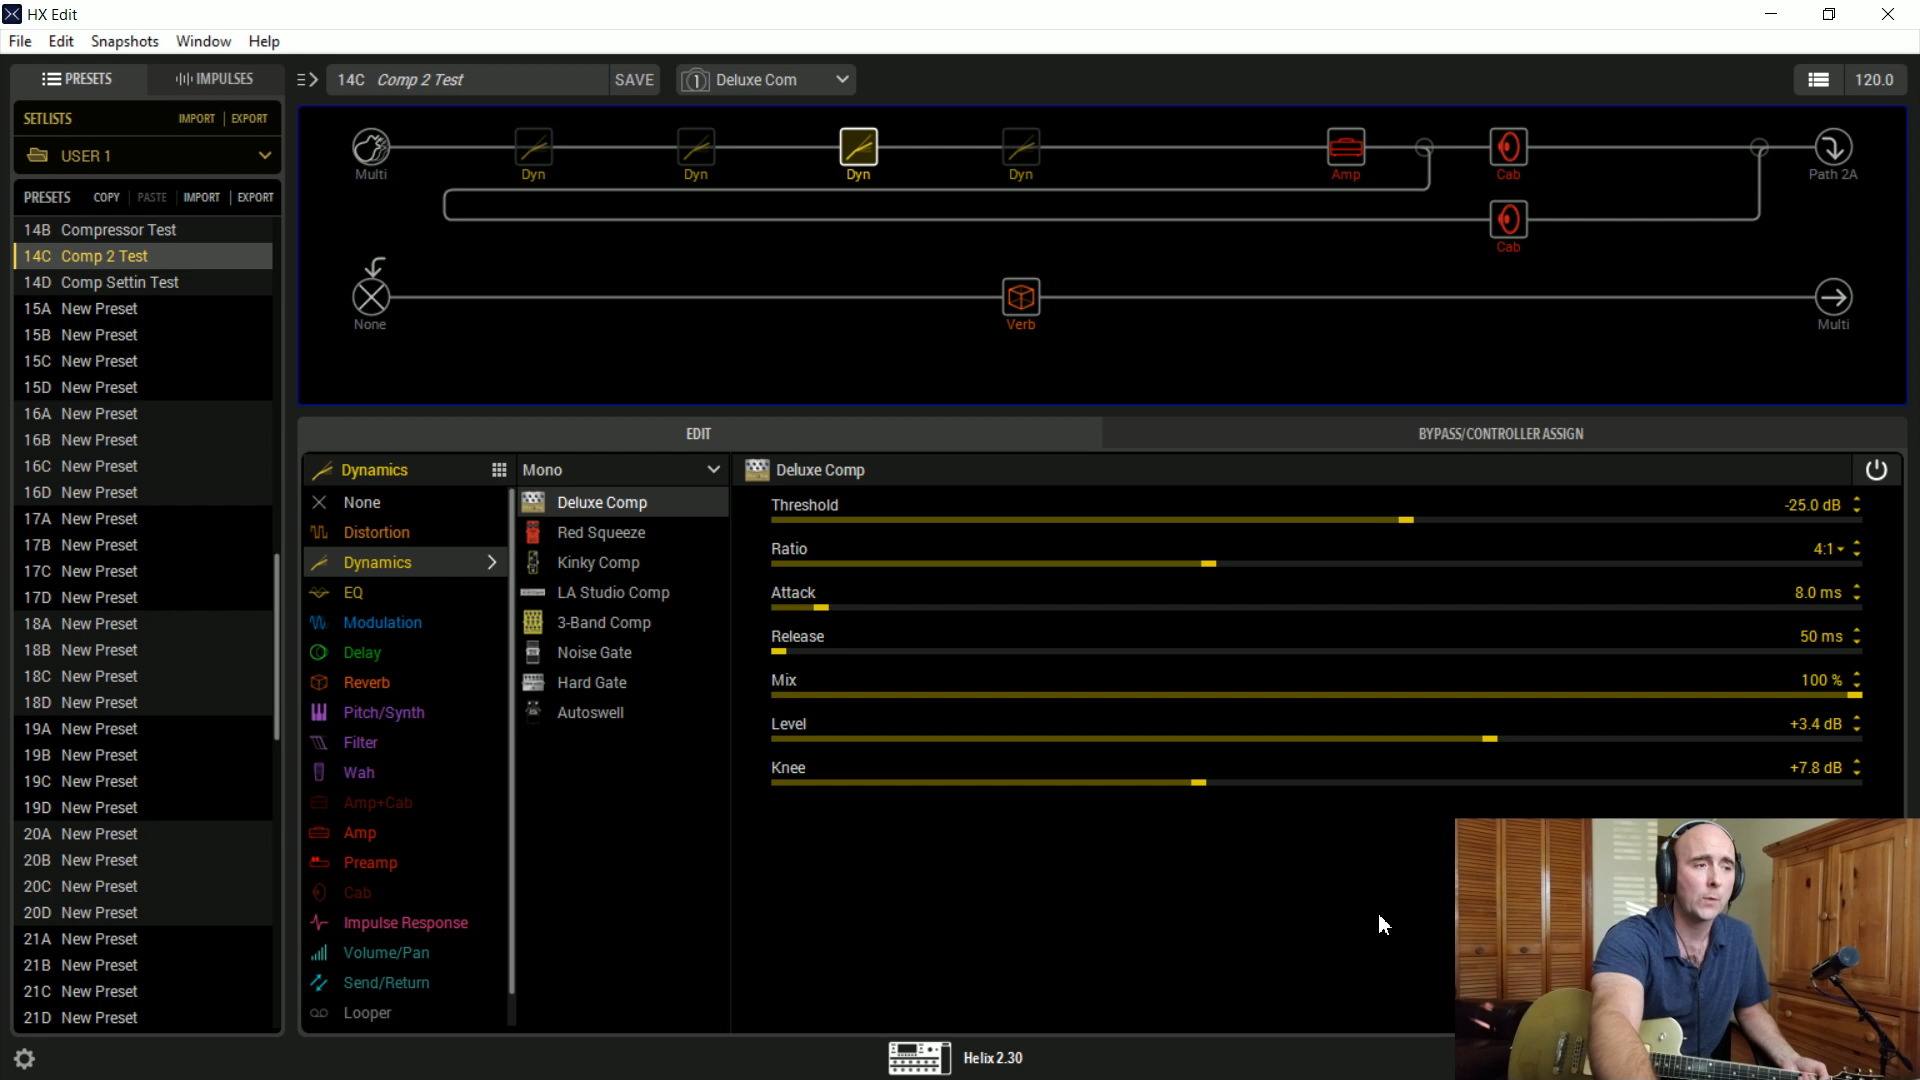 HX Edit
File Edit Snapshots Window Help
PRESETS IMPULSES
14C Comp 2 Test SAVE 1 Deluxe Com 120.0
SETLISTS IMPORT EXPORT
USER 1
PRESETS COPY PASTE IMPORT EXPORT
14B Compressor Test
14C Comp 2 Test
14D Comp Settin Test
15A New Preset
15B New Preset
15C New Preset
15D New Preset
16A New Preset
16B New Preset
16C New Preset
16D New Preset
17A New Preset
17B New Preset
17C New Preset
17D New Preset
18A New Preset
18B New Preset
18C New Preset
18D New Preset
19A New Preset
19B New Preset
19C New Preset
19D New Preset
20A New Preset
20B New Preset
20C New Preset
20D New Preset
21A New Preset
21B New Preset
21C New Preset
21D New Preset
Multi Dyn Dyn Dyn Dyn Amp Cab Path 2A
Cab
None Verb Multi
EDIT BYPASS/CONTROLLER ASSIGN
Dynamics
None
Distortion
Dynamics
EQ
Modulation
Delay
Reverb
Pitch/Synth
Filter
Wah
Amp+Cab
Amp
Preamp
Cab
Impulse Response
Volume/Pan
Send/Return
Looper
Mono
Deluxe Comp
Red Squeeze
Kinky Comp
LA Studio Comp
3-Band Comp
Noise Gate
Hard Gate
Autoswell
Deluxe Comp
Threshold -25.0 dB
Ratio 4:1
Attack 8.0 ms
Release 50 ms
Mix 100 %
Level +3.4 dB
Knee +7.8 dB
Helix 2.30